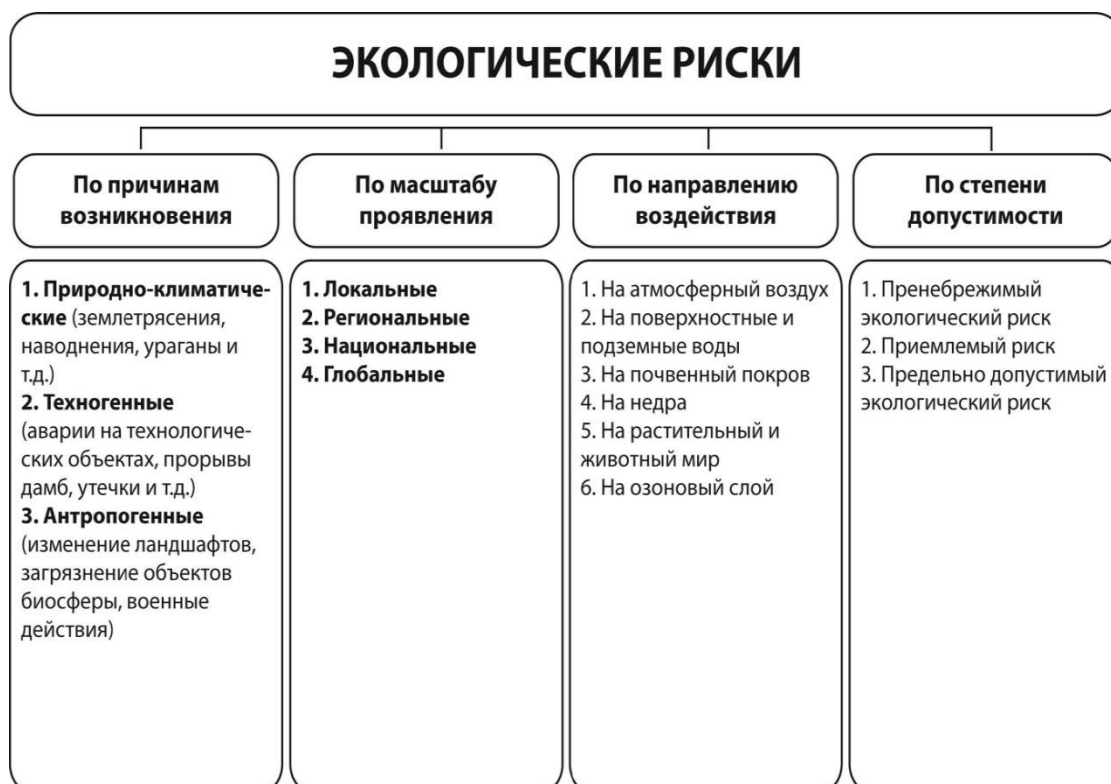 ЭКОЛОГИЧЕСКИЕ РИСКИ
По причинам
возникновения
1. Природно-климатиче-
ские (землетрясения,
наводнения, ураганы и
т.д.)
2. Техногенные
(аварии на технологиче-
ских объектах, прорывы
дамб, утечки и т.д.)
3. Антропогенные
(изменение ландшафтов,
загрязнение объектов
биосферы, военные
действия)
По масштабу
проявления
1. Локальные
2. Региональные
3. Национальные
4. Глобальные
По направлению
воздействия
1. На атмосферный воздух
2. На поверхностные и
подземные воды
3. На почвенный покров
4. На недра
5. На растительный и
животный мир
6. На озоновый слой
По степени
допустимости
1. Пренебрежимый
экологический риск
2. Приемлемый риск
3. Предельно допустимый
экологический риск